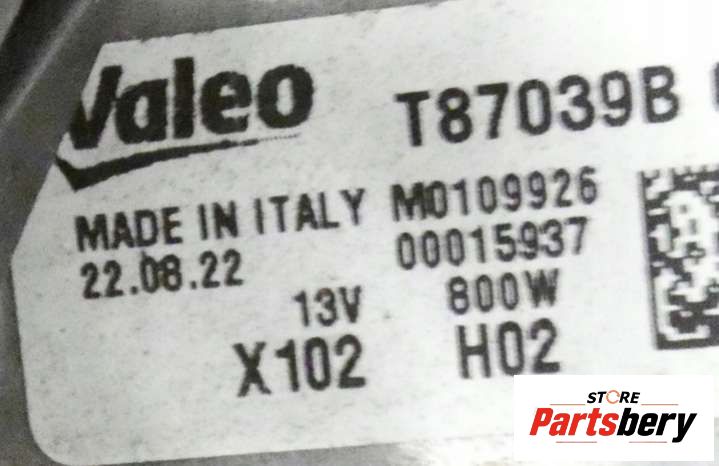 Valeo
T87039B
MADE IN ITALY M0109926
22.08.22 00015937
13V 800W
X102 H02
STORE
Partsbery